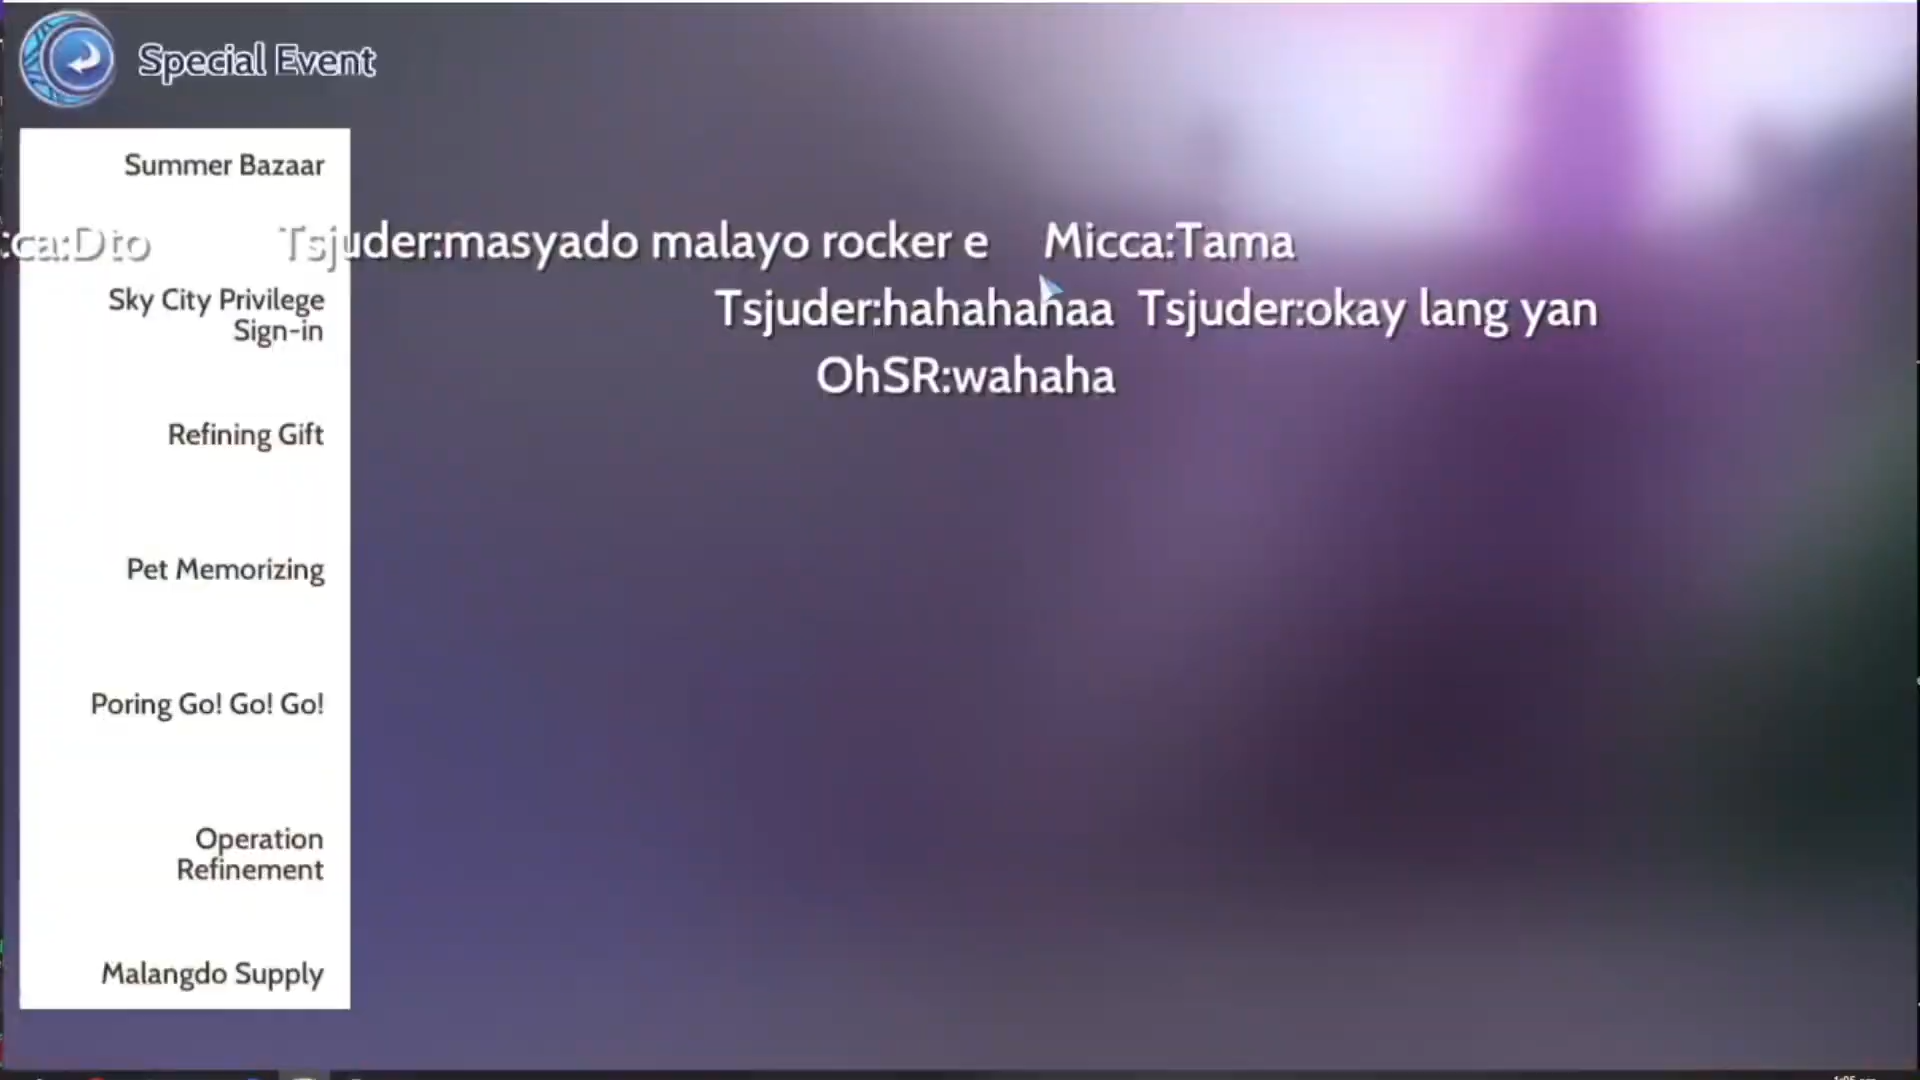 Special Event
Summer Bazaar
cca:Dto Tsjuder:masyado malayo rocker e Micca:Tama
Sky City Privilege
Sign-in
Tsjuder:hahahahaa Tsjuder:okay lang yan
OhSR:wahaha
Refining Gift
Pet Memorizing
Poring Go! Go! Go!
Operation
Refinement
Malangdo Supply